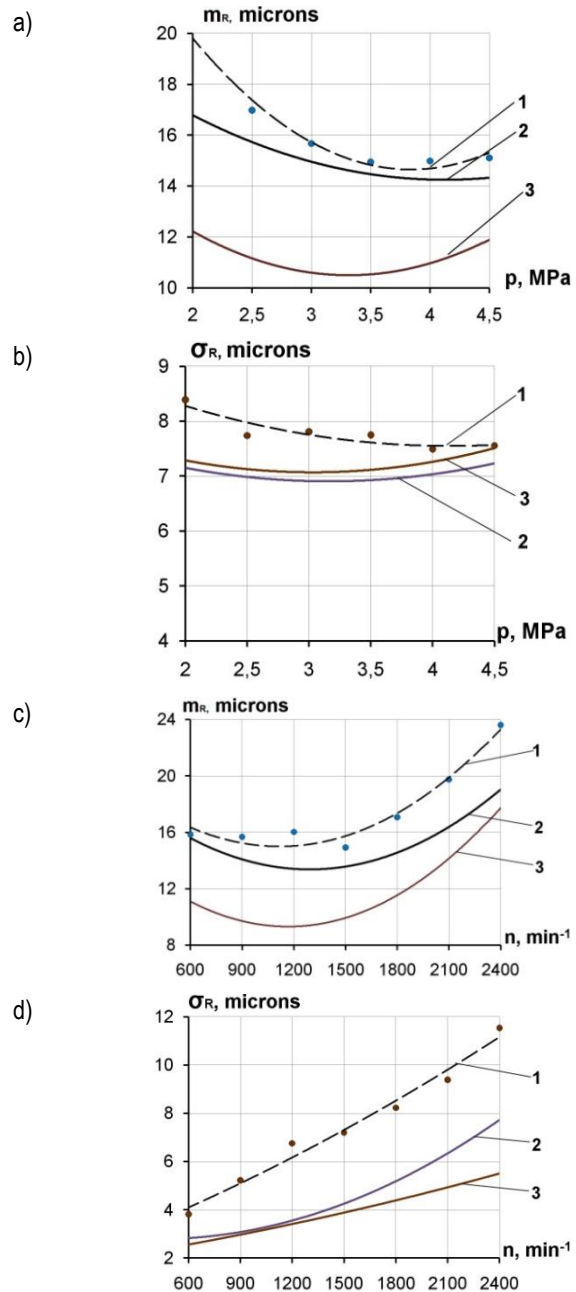 a)
mR, microns
20
18
16
14
12
10
1
2
3
2 2,5 3 3,5 4 4,5
p, MPa
b)
σR, microns
9
8
7
6
5
4
1
3
2
p, MPa
2 2,5 3 3,5 4 4,5
c)
mR, microns
24
20
16
12
8
1
2
3
n, min-1
600 900 1200 1500 1800 2100 2400
d)
σR, microns
12
10
8
6
4
2
1
2
3
n, min-1
600 900 1200 1500 1800 2100 2400